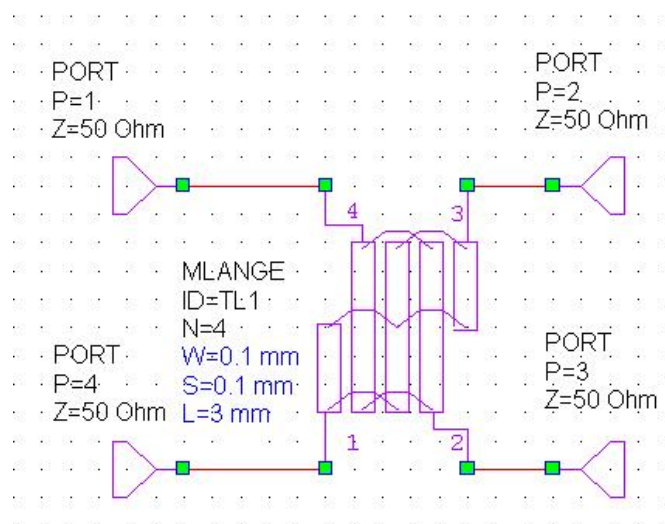 PORT
P=1
Z=50 Ohm
PORT
P=2
Z=50 Ohm
4
3
MLANGE
ID=TL1
N=4
W=0.1 mm
S=0.1 mm
L=3 mm
PORT
P=4
Z=50 Ohm
PORT
P=3
Z=50 Ohm
1
2